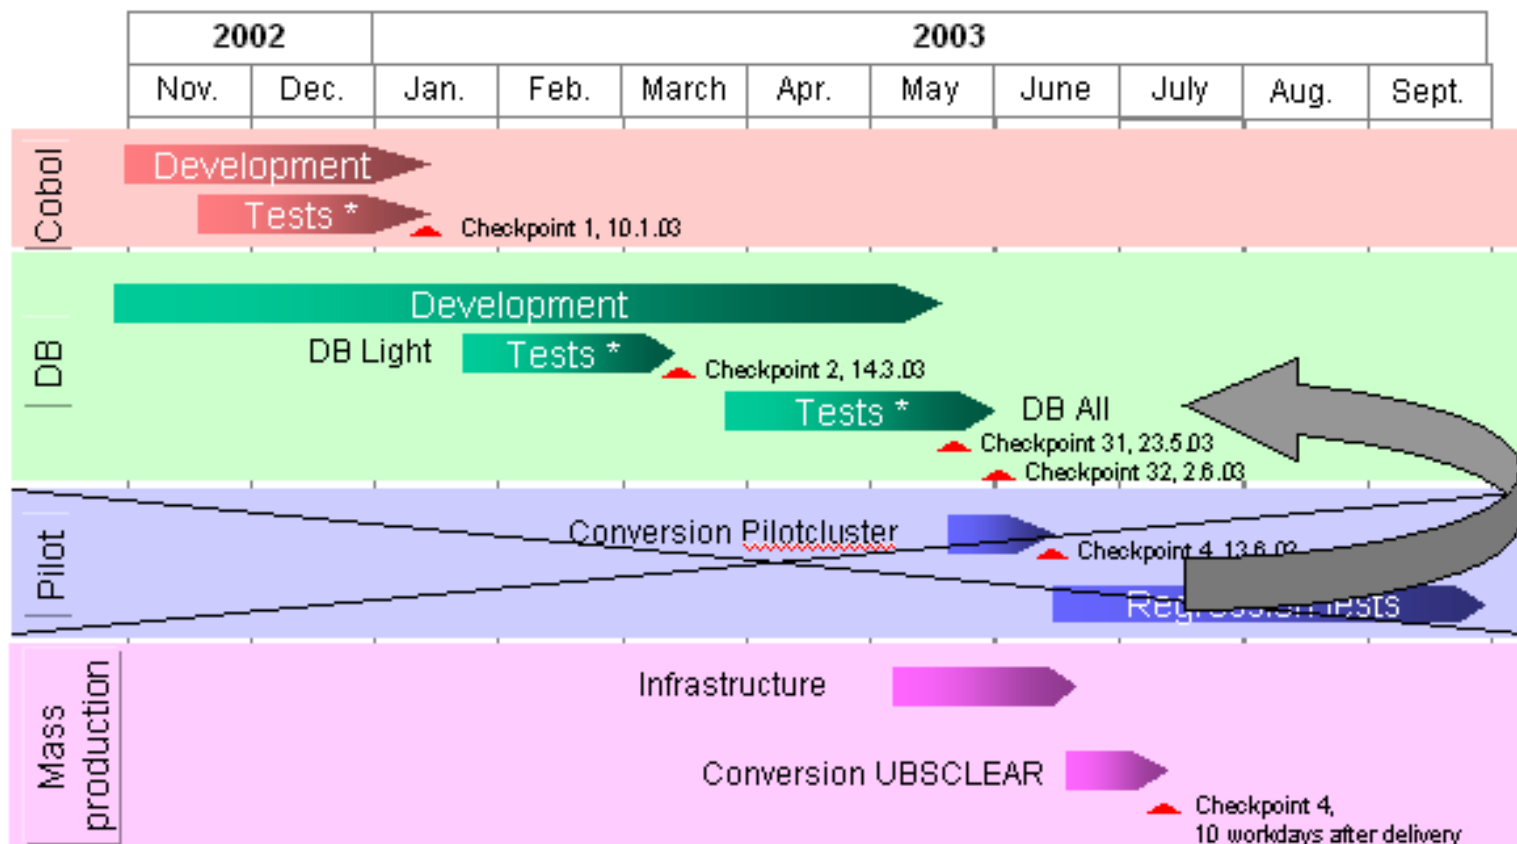 2002
2003
Nov.
Dec.
Jan.
Feb.
March
Apr.
May
June
July
Aug.
Sept.
Cobol
Development
Tests *
Checkpoint 1, 10.1.03
DB
Development
DB Light
Tests *
Checkpoint 2, 14.3.03
Tests *
DB All
Checkpoint 31, 23.5.03
Checkpoint 32, 2.6.03
Pilot
Conversion Pilotcluster
Checkpoint 4,
Tests
Mass
production
Infrastructure
Conversion UBSCLEAR
Checkpoint 4,
10 workdays after delivery